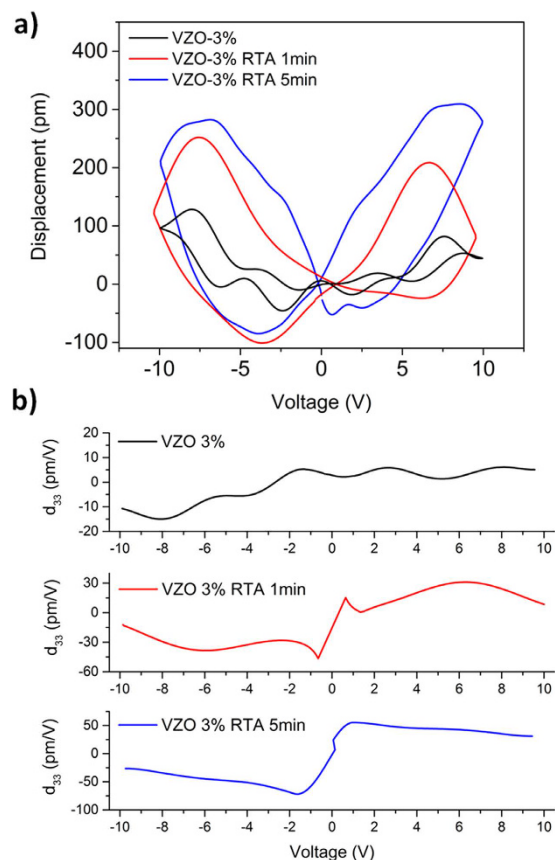 a)
VZO-3%
VZO-3% RTA 1min
VZO-3% RTA 5min
Displacement (pm)
400
300
200
100
0
-100
-10 -5 0 5 10
Voltage (V)
b)
VZO 3%
d33 (pm/V)
20
10
0
-10
-20
-10 -8 -6 -4 -2 0 2 4 6 8 10
VZO 3% RTA 1min
d33 (pm/V)
30
0
-30
-60
-10 -8 -6 -4 -2 0 2 4 6 8 10
VZO 3% RTA 5min
d33 (pm/V)
50
0
-50
-100
-10 -8 -6 -4 -2 0 2 4 6 8 10
Voltage (V)